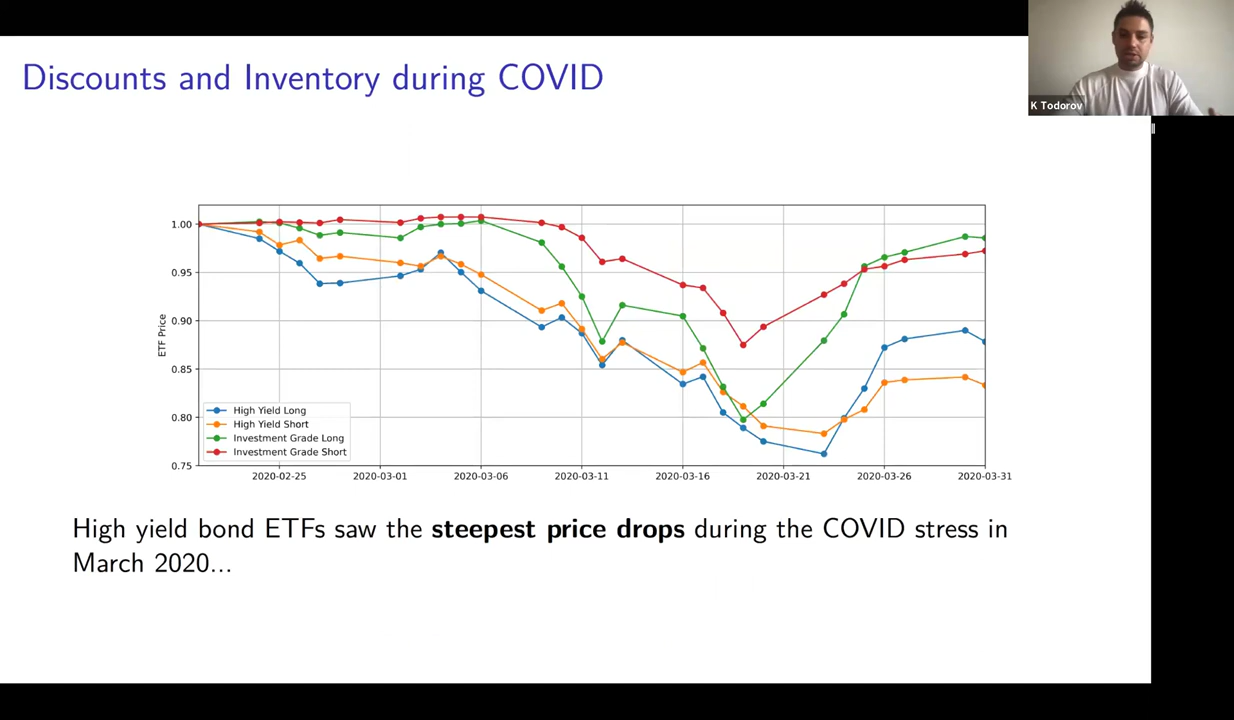 Discounts and Inventory during COVID
K Todorov
ETF Price
1.00
0.95
0.90
0.85
0.80
0.75
High Yield Long
High Yield Short
Investment Grade Long
Investment Grade Short
2020-02-25 2020-03-01 2020-03-06 2020-03-11 2020-03-16 2020-03-21 2020-03-26 2020-03-31
High yield bond ETFs saw the steepest price drops during the COVID stress in
March 2020...